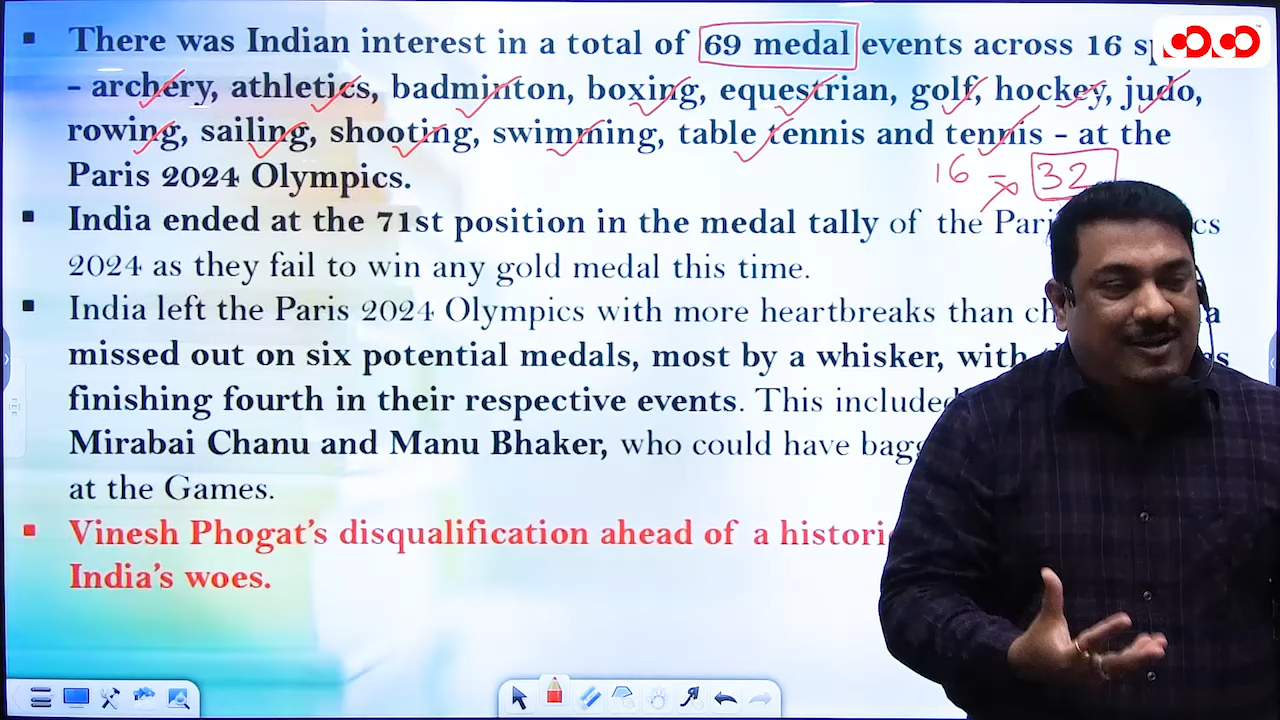 There was Indian interest in a total of 69 medal events across 16
- archery, athletics, badminton, boxing, equestrian, golf, hockey, judo,
rowing, sailing, shooting, swimming, table tennis and tennis - at the
Paris 2024 Olympics.
16 32
India ended at the 71st position in the medal tally of the
2024 as they fail to win any gold medal this time.
India left the Paris 2024 Olympics with more heartbreaks than
missed out on six potential medals, most by a whisker, with
finishing fourth in their respective events. This included
Mirabai Chanu and Manu Bhaker, who could have
at the Games.
Vinesh Phogat's disqualification ahead of a
India's woes.